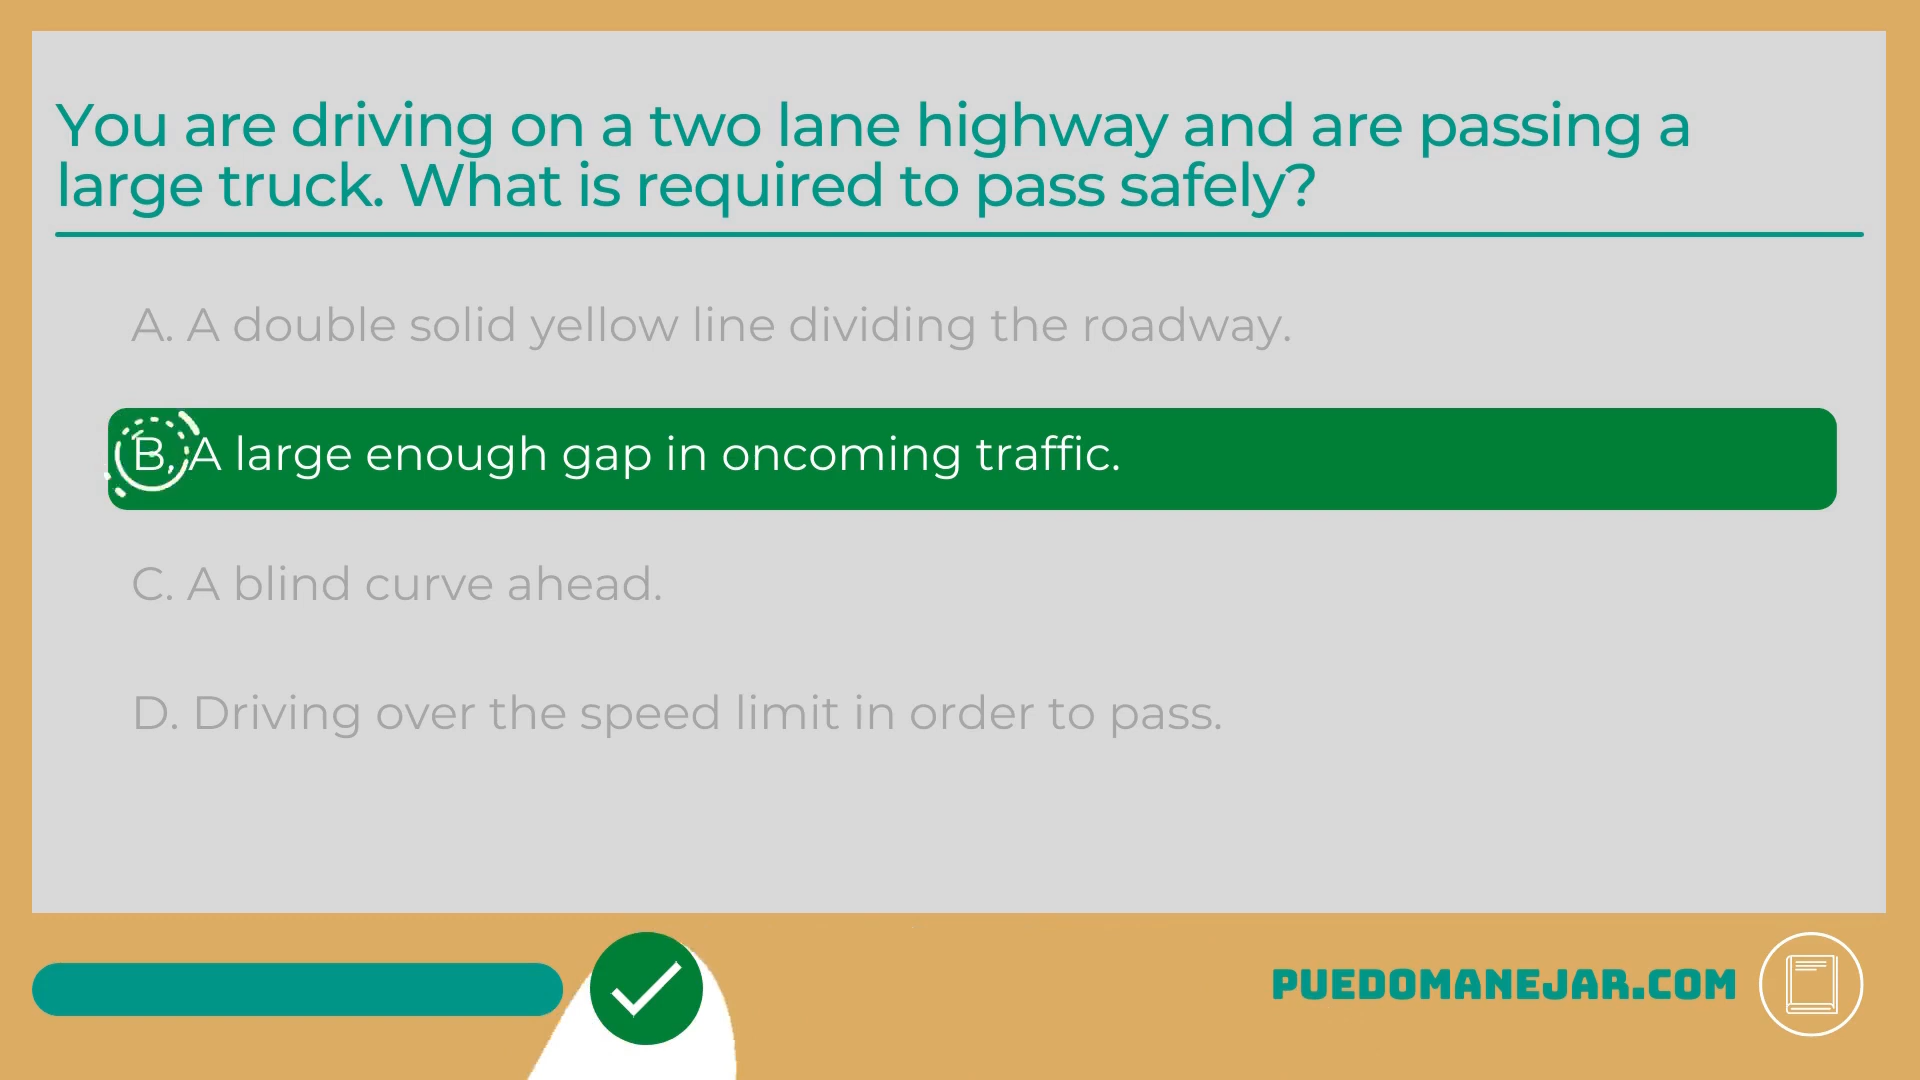 You are driving on a two lane highway and are passing a
large truck. What is required to pass safely?
A. A double solid yellow line dividing the roadway.
B. A large enough gap in oncoming traffic.
C. A blind curve ahead.
D. Driving over the speed limit in order to pass.
PUEDOMANEJAR.COM